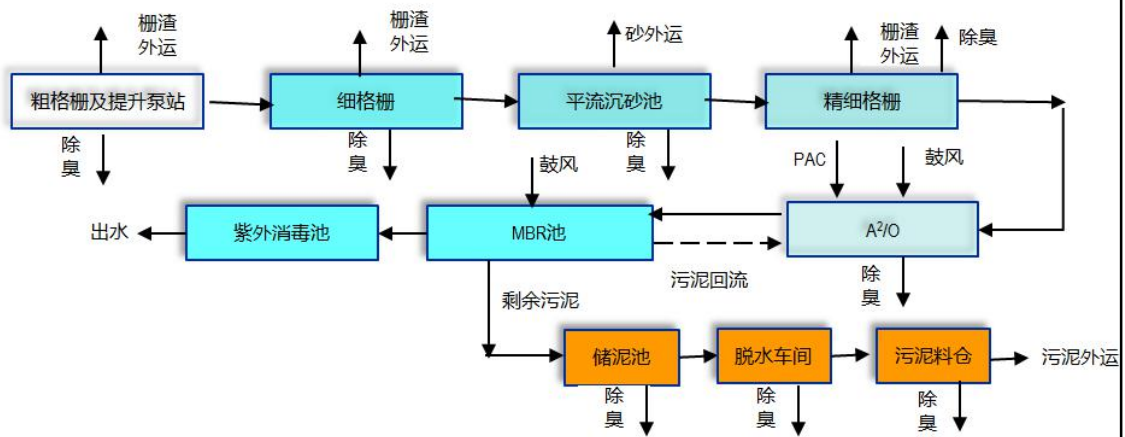 栅渣
外运
栅渣
外运
砂外运
栅渣
外运
除臭
粗格栅及提升泵站
细格栅
平流沉砂池
精细格栅
除
臭
除
臭
除
臭
鼓风
PAC
鼓风
出水
紫外消毒池
MBR池
A²/O
污泥回流
除
臭
剩余污泥
储泥池
脱水车间
污泥料仓
污泥外运
除
臭
除
臭
除
臭